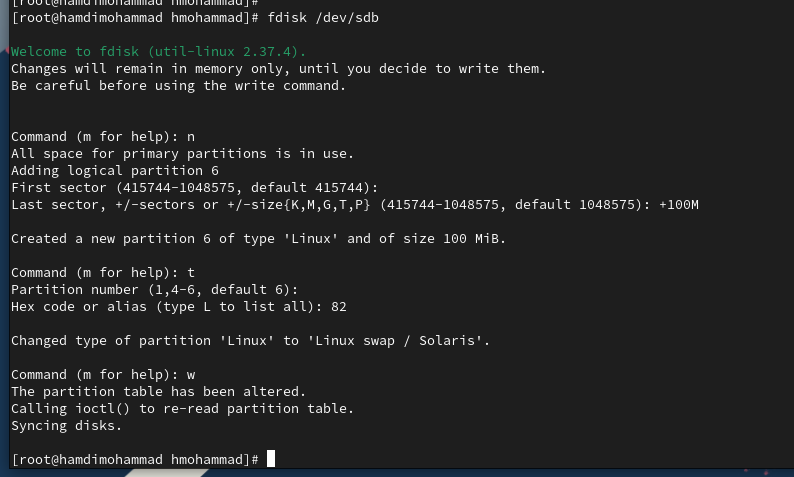 [root@hamdimohammad hmohammad]#
[root@hamdimohammad hmohammad]# fdisk /dev/sdb
Welcome to fdisk (util-linux 2.37.4).
Changes will remain in memory only, until you decide to write them.
Be careful before using the write command.
Command (m for help): n
All space for primary partitions is in use.
Adding logical partition 6
First sector (415744-1048575, default 415744):
Last sector, +/-sectors or +/-size{K,M,G,T,P} (415744-1048575, default 1048575): +100M
Created a new partition 6 of type 'Linux' and of size 100 MiB.
Command (m for help): t
Partition number (1,4-6, default 6):
Hex code or alias (type L to list all): 82
Changed type of partition 'Linux' to 'Linux swap / Solaris'.
Command (m for help): w
The partition table has been altered.
Calling ioctl() to re-read partition table.
Syncing disks.
[root@hamdimohammad hmohammad]#